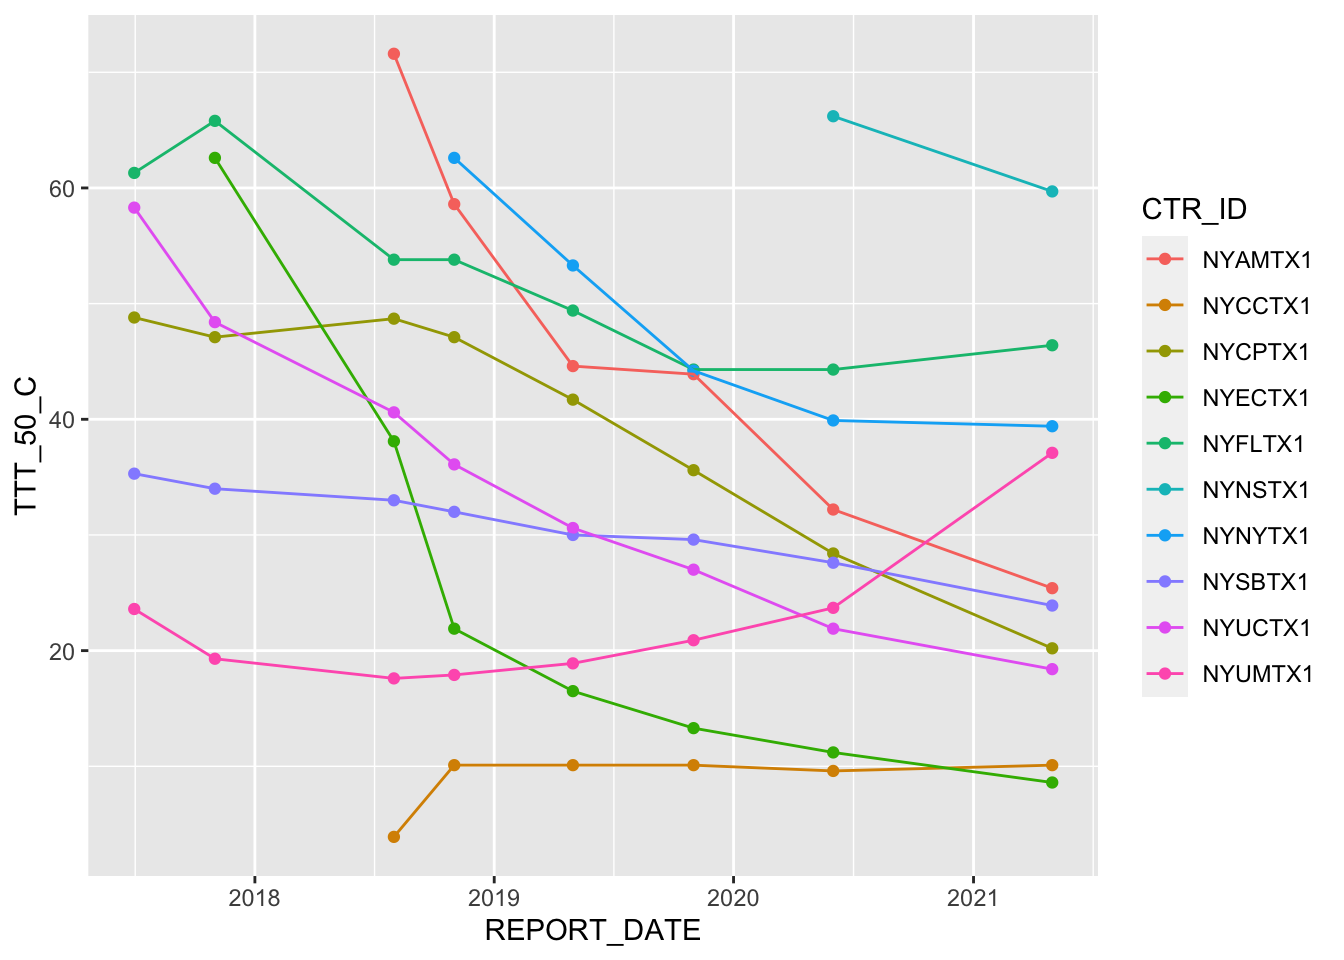 60
40
20
TTT_50_C
2018
2019
2020
2021
REPORT_DATE
CTR_ID
NYAMTX1
NYCCTX1
NYCPTX1
NYECTX1
NYFLTX1
NYNSTX1
NYNYTX1
NYSBTX1
NYUCTX1
NYUMTX1